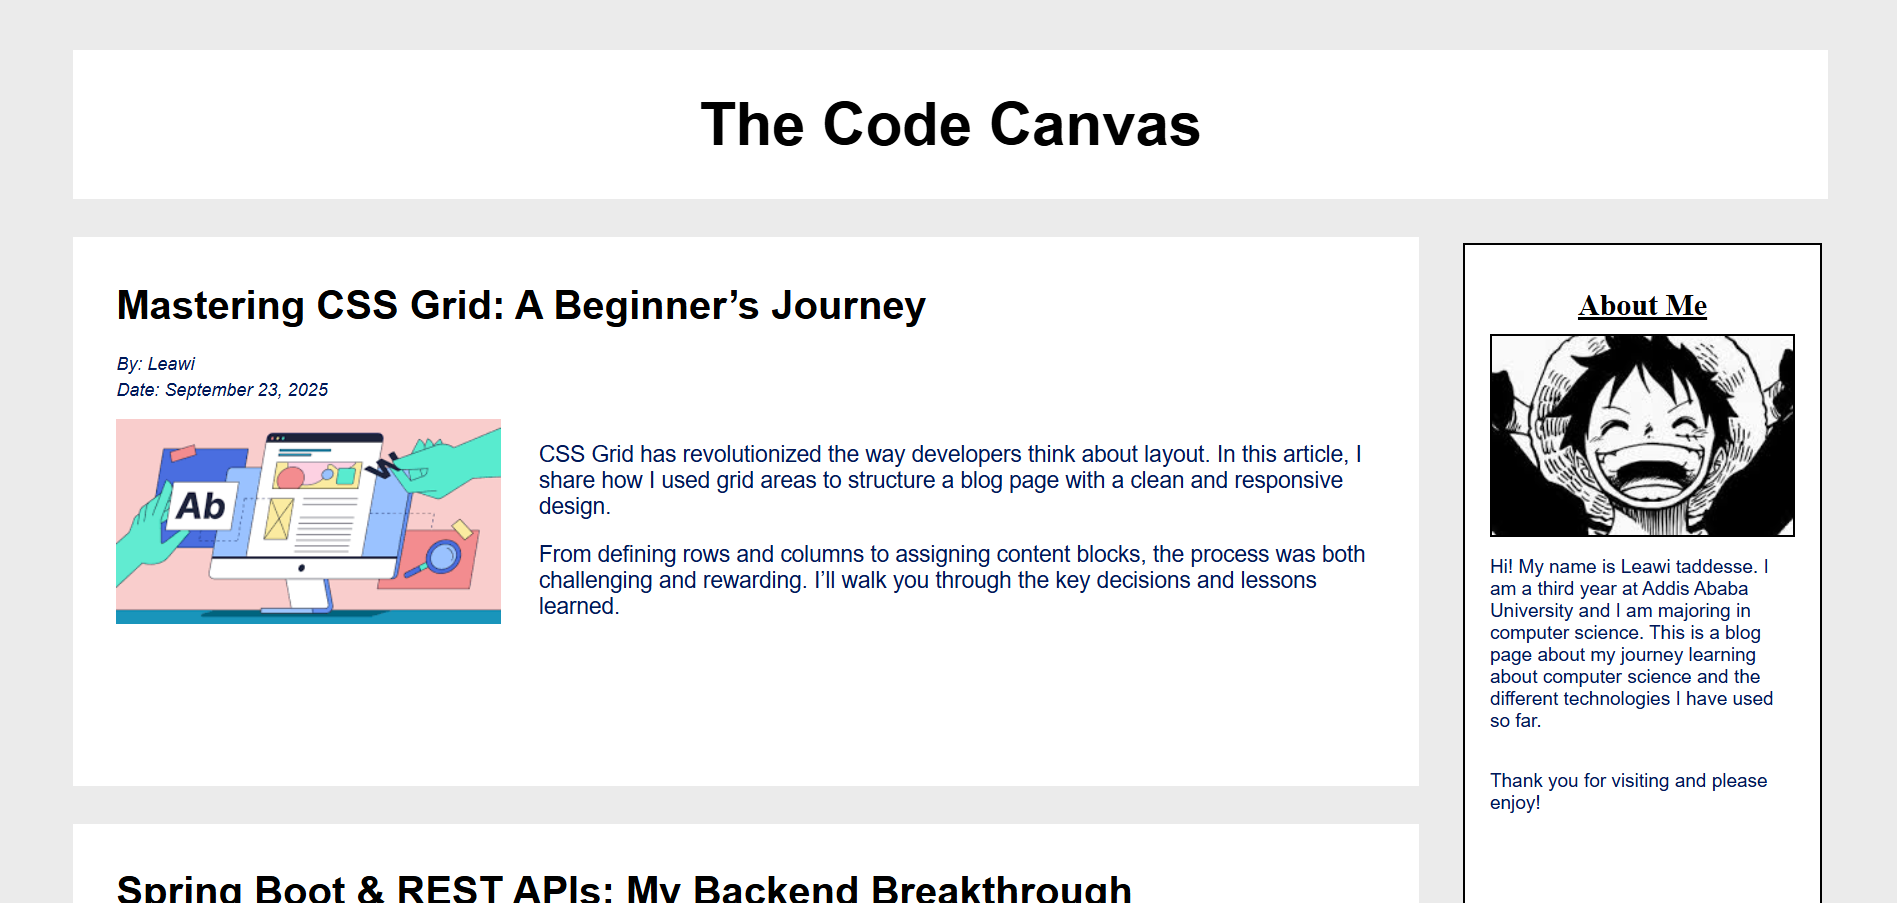 The Code Canvas
Mastering CSS Grid: A Beginner’s Journey
By: Leawi
Date: September 23, 2025
Ab
W
CSS Grid has revolutionized the way developers think about layout. In this article, I
share how I used grid areas to structure a blog page with a clean and responsive
design.
From defining rows and columns to assigning content blocks, the process was both
challenging and rewarding. I’ll walk you through the key decisions and lessons
learned.
Spring Boot & REST APIs: My Backend Breakthrough
About Me
Hi! My name is Leawi taddesse. I
am a third year at Addis Ababa
University and I am majoring in
computer science. This is a blog
page about my journey learning
about computer science and the
different technologies I have used
so far.
Thank you for visiting and please
enjoy!